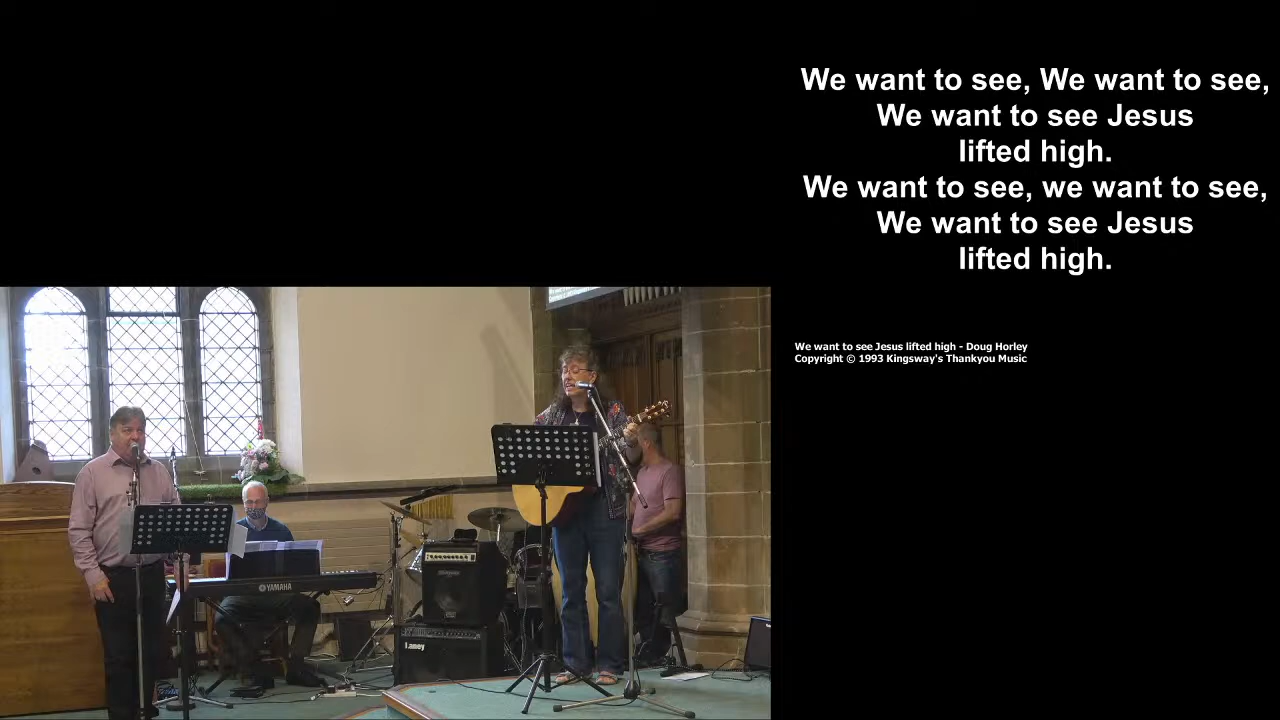 We want to see, We want to see,
We want to see Jesus
lifted high.
We want to see, we want to see,
We want to see Jesus
lifted high.
We want to see Jesus lifted high - Doug Horley
Copyright © 1993 Kingsway's Thankyou Music
YAMAHA
Laney